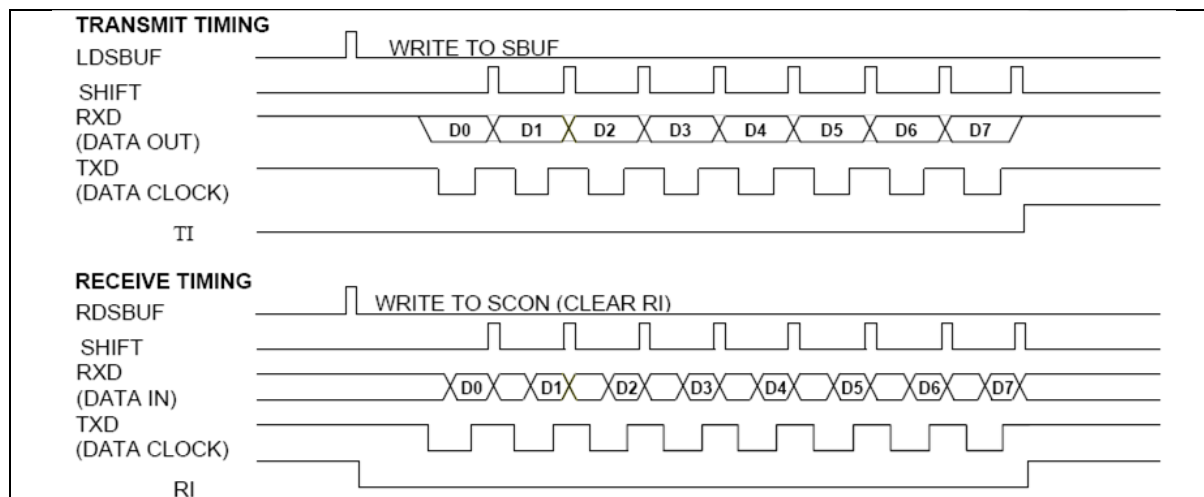 TRANSMIT TIMING
LDSBUF
WRITE TO SBUF
SHIFT
RXD
(DATA OUT)
D0 D1 D2 D3 D4 D5 D6 D7
TXD
(DATA CLOCK)
TI
RECEIVE TIMING
RDSBUF
WRITE TO SCON (CLEAR RI)
SHIFT
RXD
(DATA IN)
D0 D1 D2 D3 D4 D5 D6 D7
TXD
(DATA CLOCK)
RI